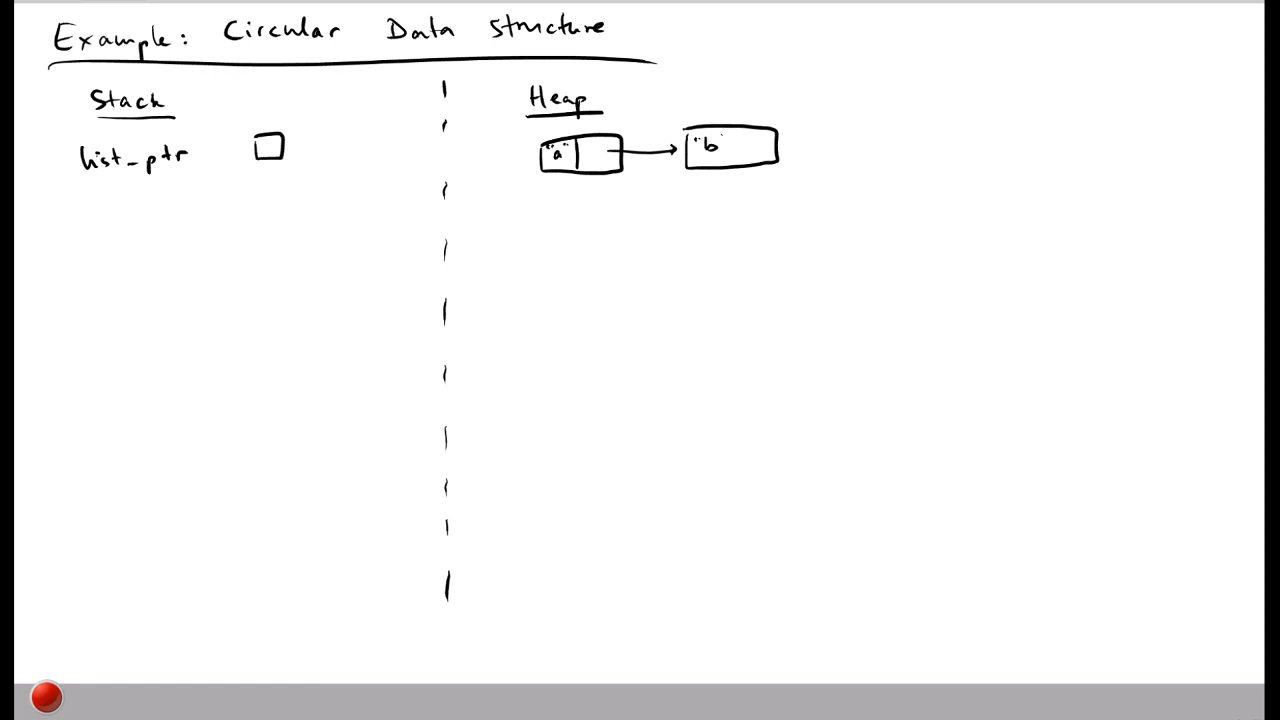 Example: Circular Data structure
Stack
Heap
list_ptr
"a"
"b"